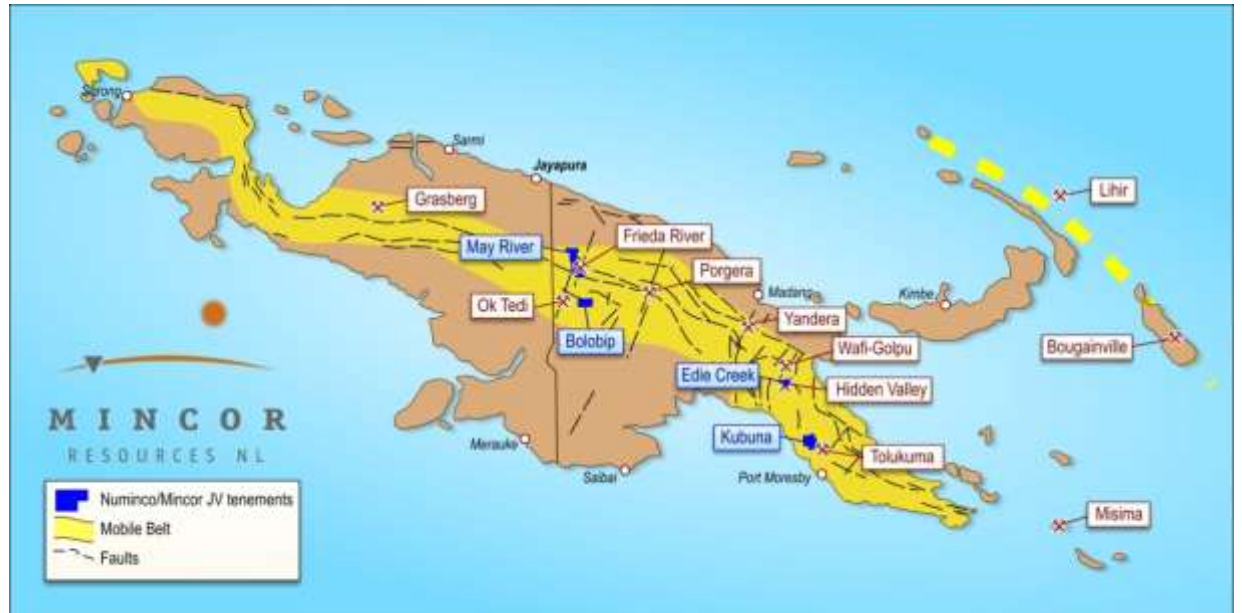 Sorong
Sarmi
Jayapura
Lihir
Grasberg
Frieda River
May River
Porgera
Madang
Kimbe
Ok Tedi
Yandera
Bolobip
Wafi-Golpu
Bougainville
Edie Creek
Hidden Valley
MINCOR
RESOURCES NL
Merauke
Kubuna
Tolukuma
Saibai
Port Moresby
Numinco/Mincor JV tenements
Mobile Belt
Faults
Misima